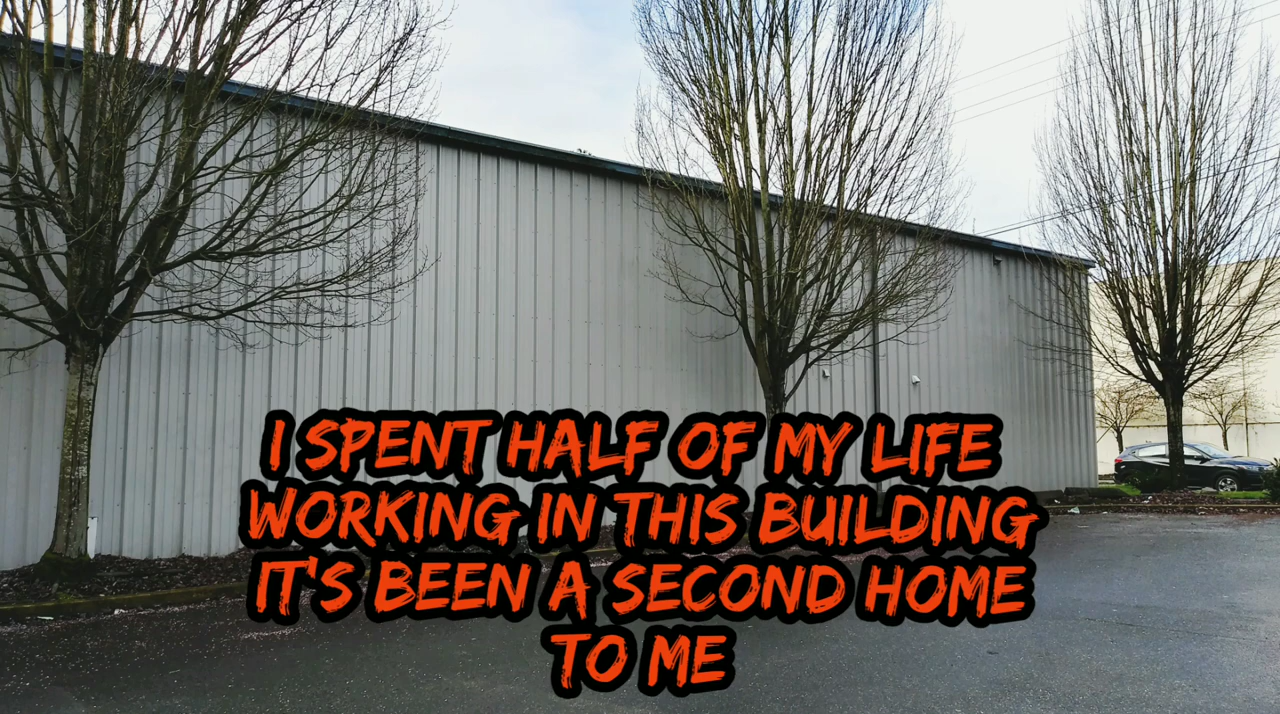 I SPENT HALF OF MY LIFE
WORKING IN THIS BUILDING
IT'S BEEN A SECOND HOME
TO ME